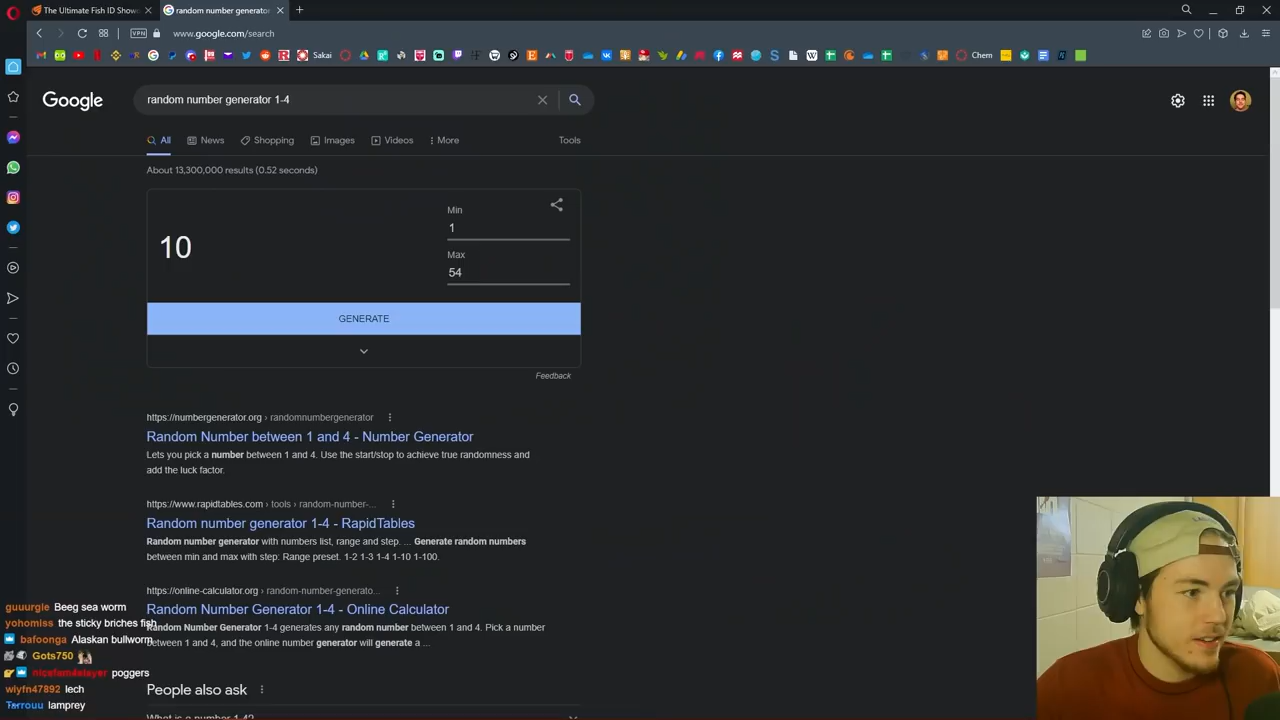 The Ultimate Fish ID Show
random number generator
VPN
www.google.com/search
Sakai
Chem
Google
random number generator 1-4
All
News
Shopping
Images
Videos
More
Tools
About 13,300,000 results (0.52 seconds)
10
Min
1
Max
54
GENERATE
Feedback
https://numbergenerator.org › randomnumbergenerator
Random Number between 1 and 4 - Number Generator
Lets you pick a number between 1 and 4. Use the start/stop to achieve true randomness and
add the luck factor.
https://www.rapidtables.com › tools › random-number-...
Random number generator 1-4 - RapidTables
Random number generator with numbers list, range and step. ... Generate random numbers
between min and max with step: Range preset. 1-2 1-3 1-4 1-10 1-100.
https://online-calculator.org › random-number-generato...
Random Number Generator 1-4 - Online Calculator
Random Number Generator 1-4 generates any random number between 1 and 4. Pick a number
between 1 and 4, and the online number generator will generate a ...
People also ask
What is a number 1-4?
guuurgle Beeg sea worm
yohomiss the sticky briches fish
bafoonga Alaskan bullworm
Gots750
nicefam4slayer poggers
wiyfn47892 lech
Tarrouu lamprey